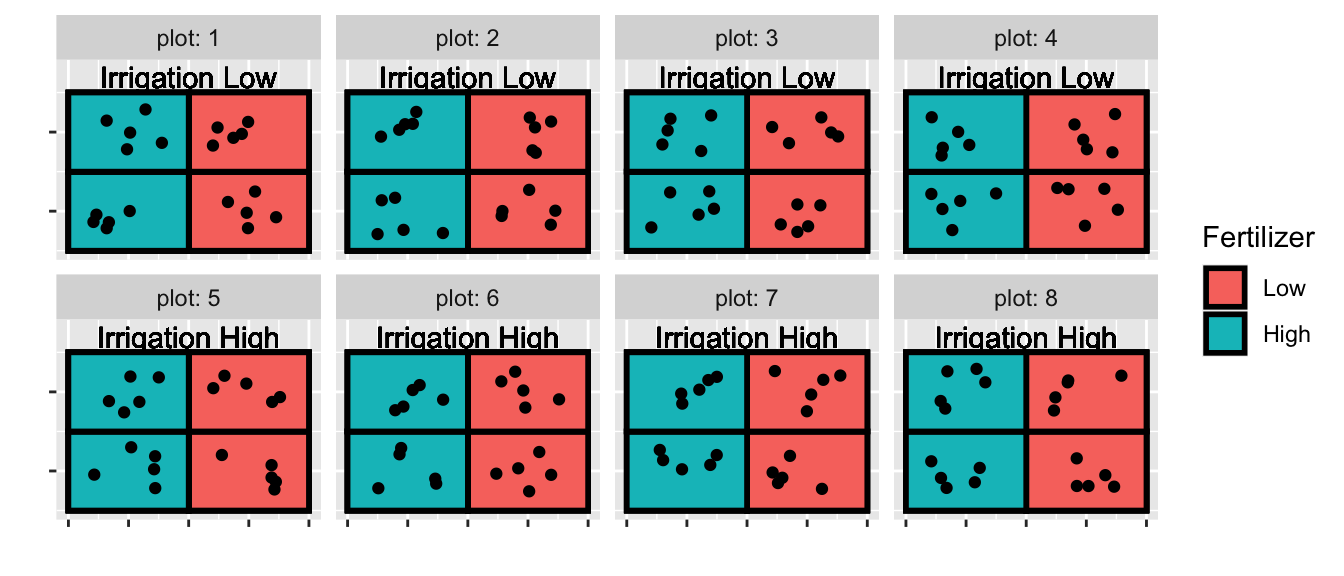 plot: 1
plot: 2
plot: 3
plot: 4
Irrigation Low
Irrigation Low
Irrigation Low
Irrigation Low
Fertilizer
Low
High
plot: 5
plot: 6
plot: 7
plot: 8
Irrigation High
Irrigation High
Irrigation High
Irrigation High